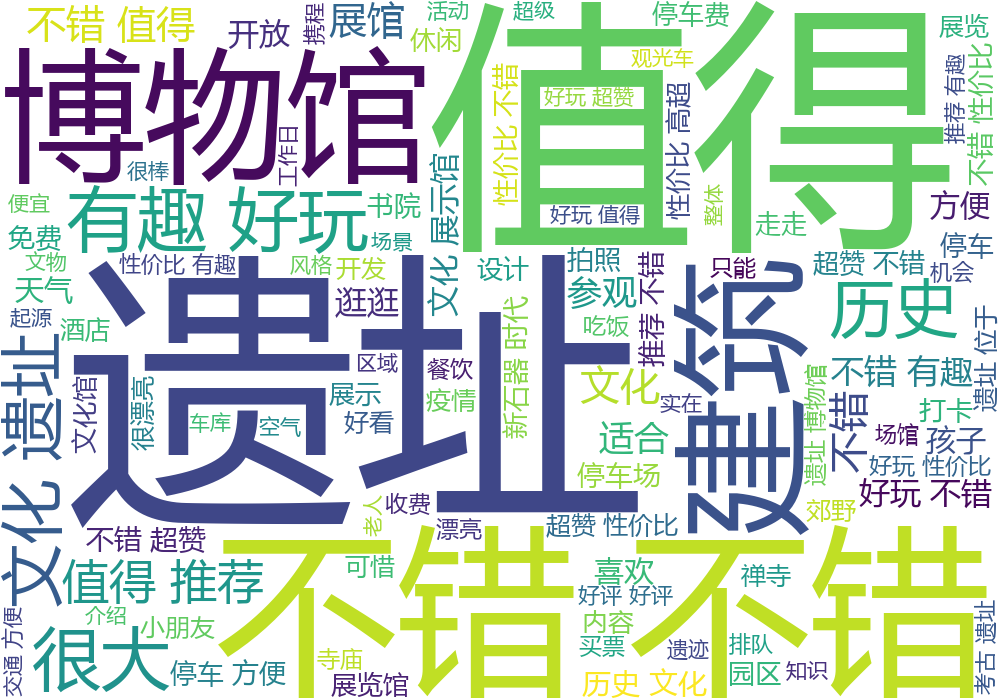 不错 值得
开放
携程
展馆
活动
超级
停车费
展览
休闲
值得
博物馆
观光车
好玩 超赞
性价比 不错
性价比 高超
推荐 有趣
不错 性价比
工作日
很棒
便宜
有趣 好玩
书院
文化 展示馆
好玩 值得
整体
走走
方便
免费
场景
停车
文物
性价比 有趣
风格
开发
设计
拍照
推荐 不错
只能
超赞 不错
机会
天气
起源
酒店
逛逛
参观
吃饭
历史
遗址
建筑
文化 遗址
新石器 时代
遗址 位于
区域
餐饮
不错 有趣
文化馆
很漂亮
展示
疫情
文化
实在
遗址 博物馆
不错
打卡
车库
空气
好看
适合
场馆
孩子
停车场
好玩 性价比
老人
收费
好玩 不错
郊野
不错 超赞
漂亮
超赞 性价比
不错 不错
值得 推荐
可惜
喜欢
禅寺
好评 好评
交通 方便
介绍
小朋友
内容
考古 遗址
很大
买票
遗迹
排队
停车 方便
寺庙
展览馆
历史 文化
园区
知识